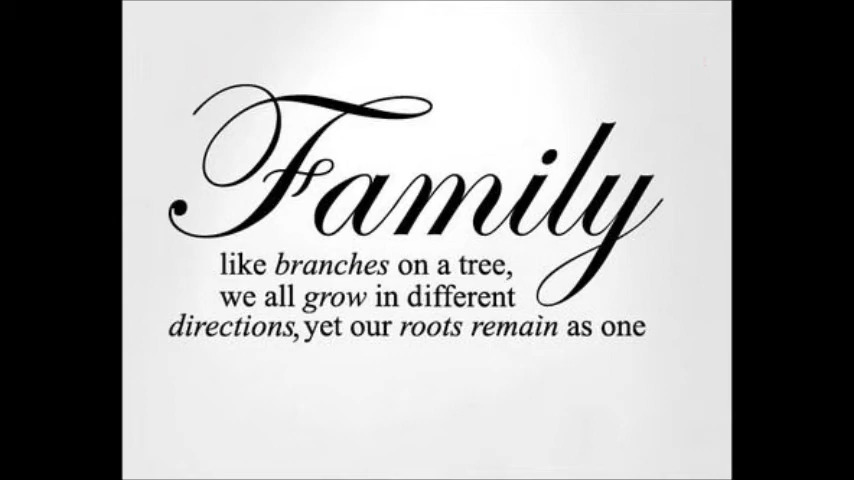 Family
like branches on a tree,
we all grow in different
directions, yet our roots remain as one